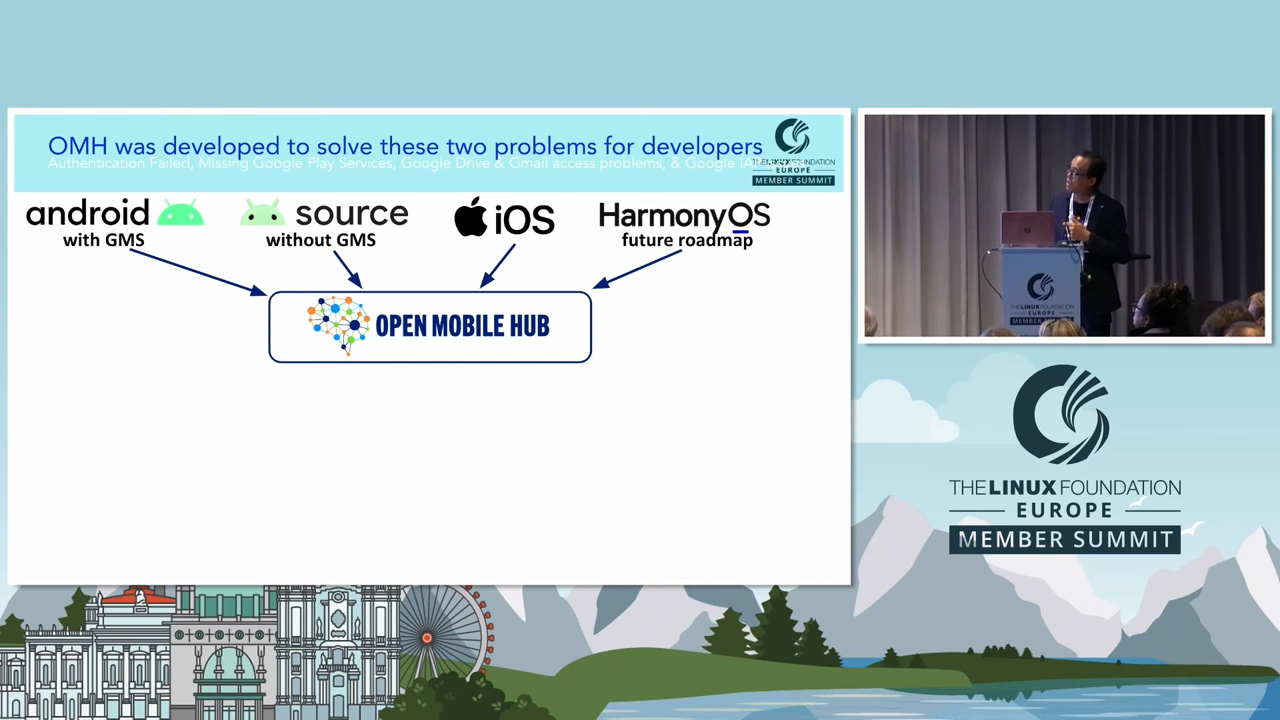 OMH was developed to solve these two problems for developers
Authentication Failed, Missing Google Play Services, Google Drive & Gmail access problems, & Google
THE LINUX FOUNDATION
EUROPE
MEMBER SUMMIT
android
with GMS
source
without GMS
iOS
HarmonyOS
future roadmap
OPEN MOBILE HUB
THE LINUX FOUNDATION
EUROPE
THE LINUX FOUNDATION
EUROPE
MEMBER SUMMIT